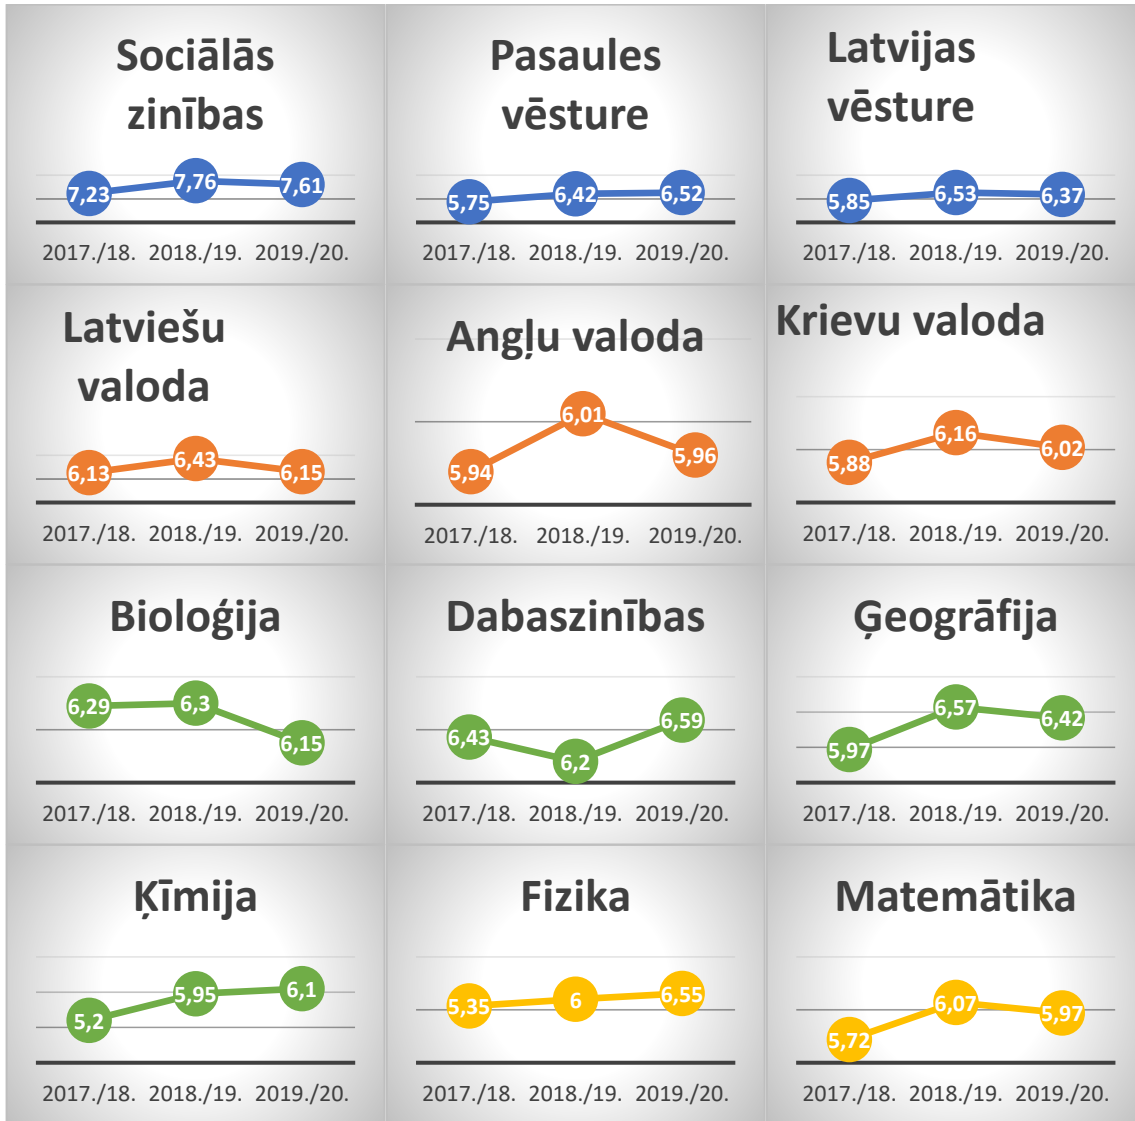 Sociālās
zinības
7,23 7,76 7,61
2017./18. 2018./19. 2019./20.
Pasaules
vēsture
5,75 6,42 6,52
2017./18. 2018./19. 2019./20.
Latvijas
vēsture
5,85 6,53 6,37
2017./18. 2018./19. 2019./20.
Latviešu
valoda
6,13 6,43 6,15
2017./18. 2018./19. 2019./20.
Angļu valoda
5,94 6,01 5,96
2017./18. 2018./19. 2019./20.
Krievu valoda
5,88 6,16 6,02
2017./18. 2018./19. 2019./20.
Bioloģija
6,29 6,3 6,15
2017./18. 2018./19. 2019./20.
Dabaszinības
6,43 6,2 6,59
2017./18. 2018./19. 2019./20.
Ģeogrāfija
5,97 6,57 6,42
2017./18. 2018./19. 2019./20.
Ķīmija
5,2 5,95 6,1
2017./18. 2018./19. 2019./20.
Fizika
5,35 6 6,55
2017./18. 2018./19. 2019./20.
Matemātika
5,72 6,07 5,97
2017./18. 2018./19. 2019./20.